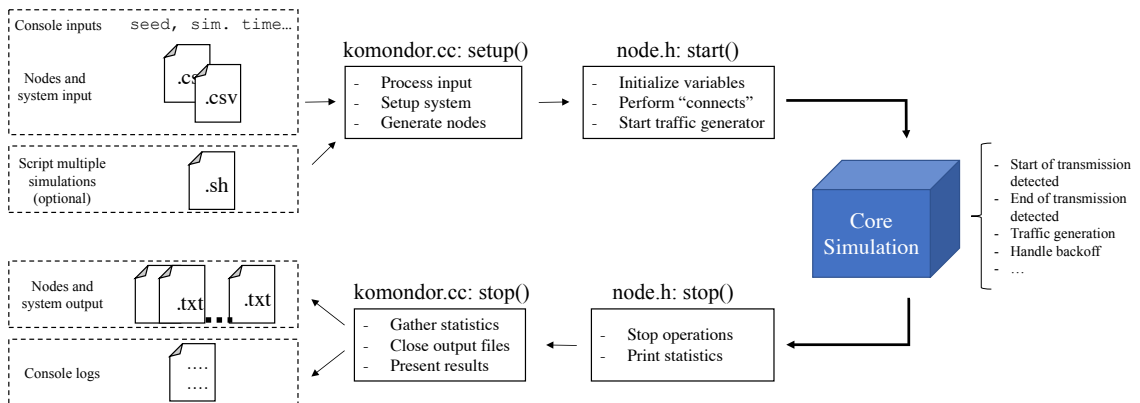 Console inputs
seed, sim. time…
Nodes and
system input
.cs
.csv
Script multiple
simulations
(optional)
.sh
komondor.cc: setup()
- Process input
- Setup system
- Generate nodes
node.h: start()
- Initialize variables
- Perform “connects”
- Start traffic generator
Core
Simulation
- Start of transmission
detected
- End of transmission
detected
- Traffic generation
- Handle backoff
- …
node.h: stop()
- Stop operations
- Print statistics
komondor.cc: stop()
- Gather statistics
- Close output files
- Present results
Nodes and
system output
.txt
...
.txt
Console logs
....
....